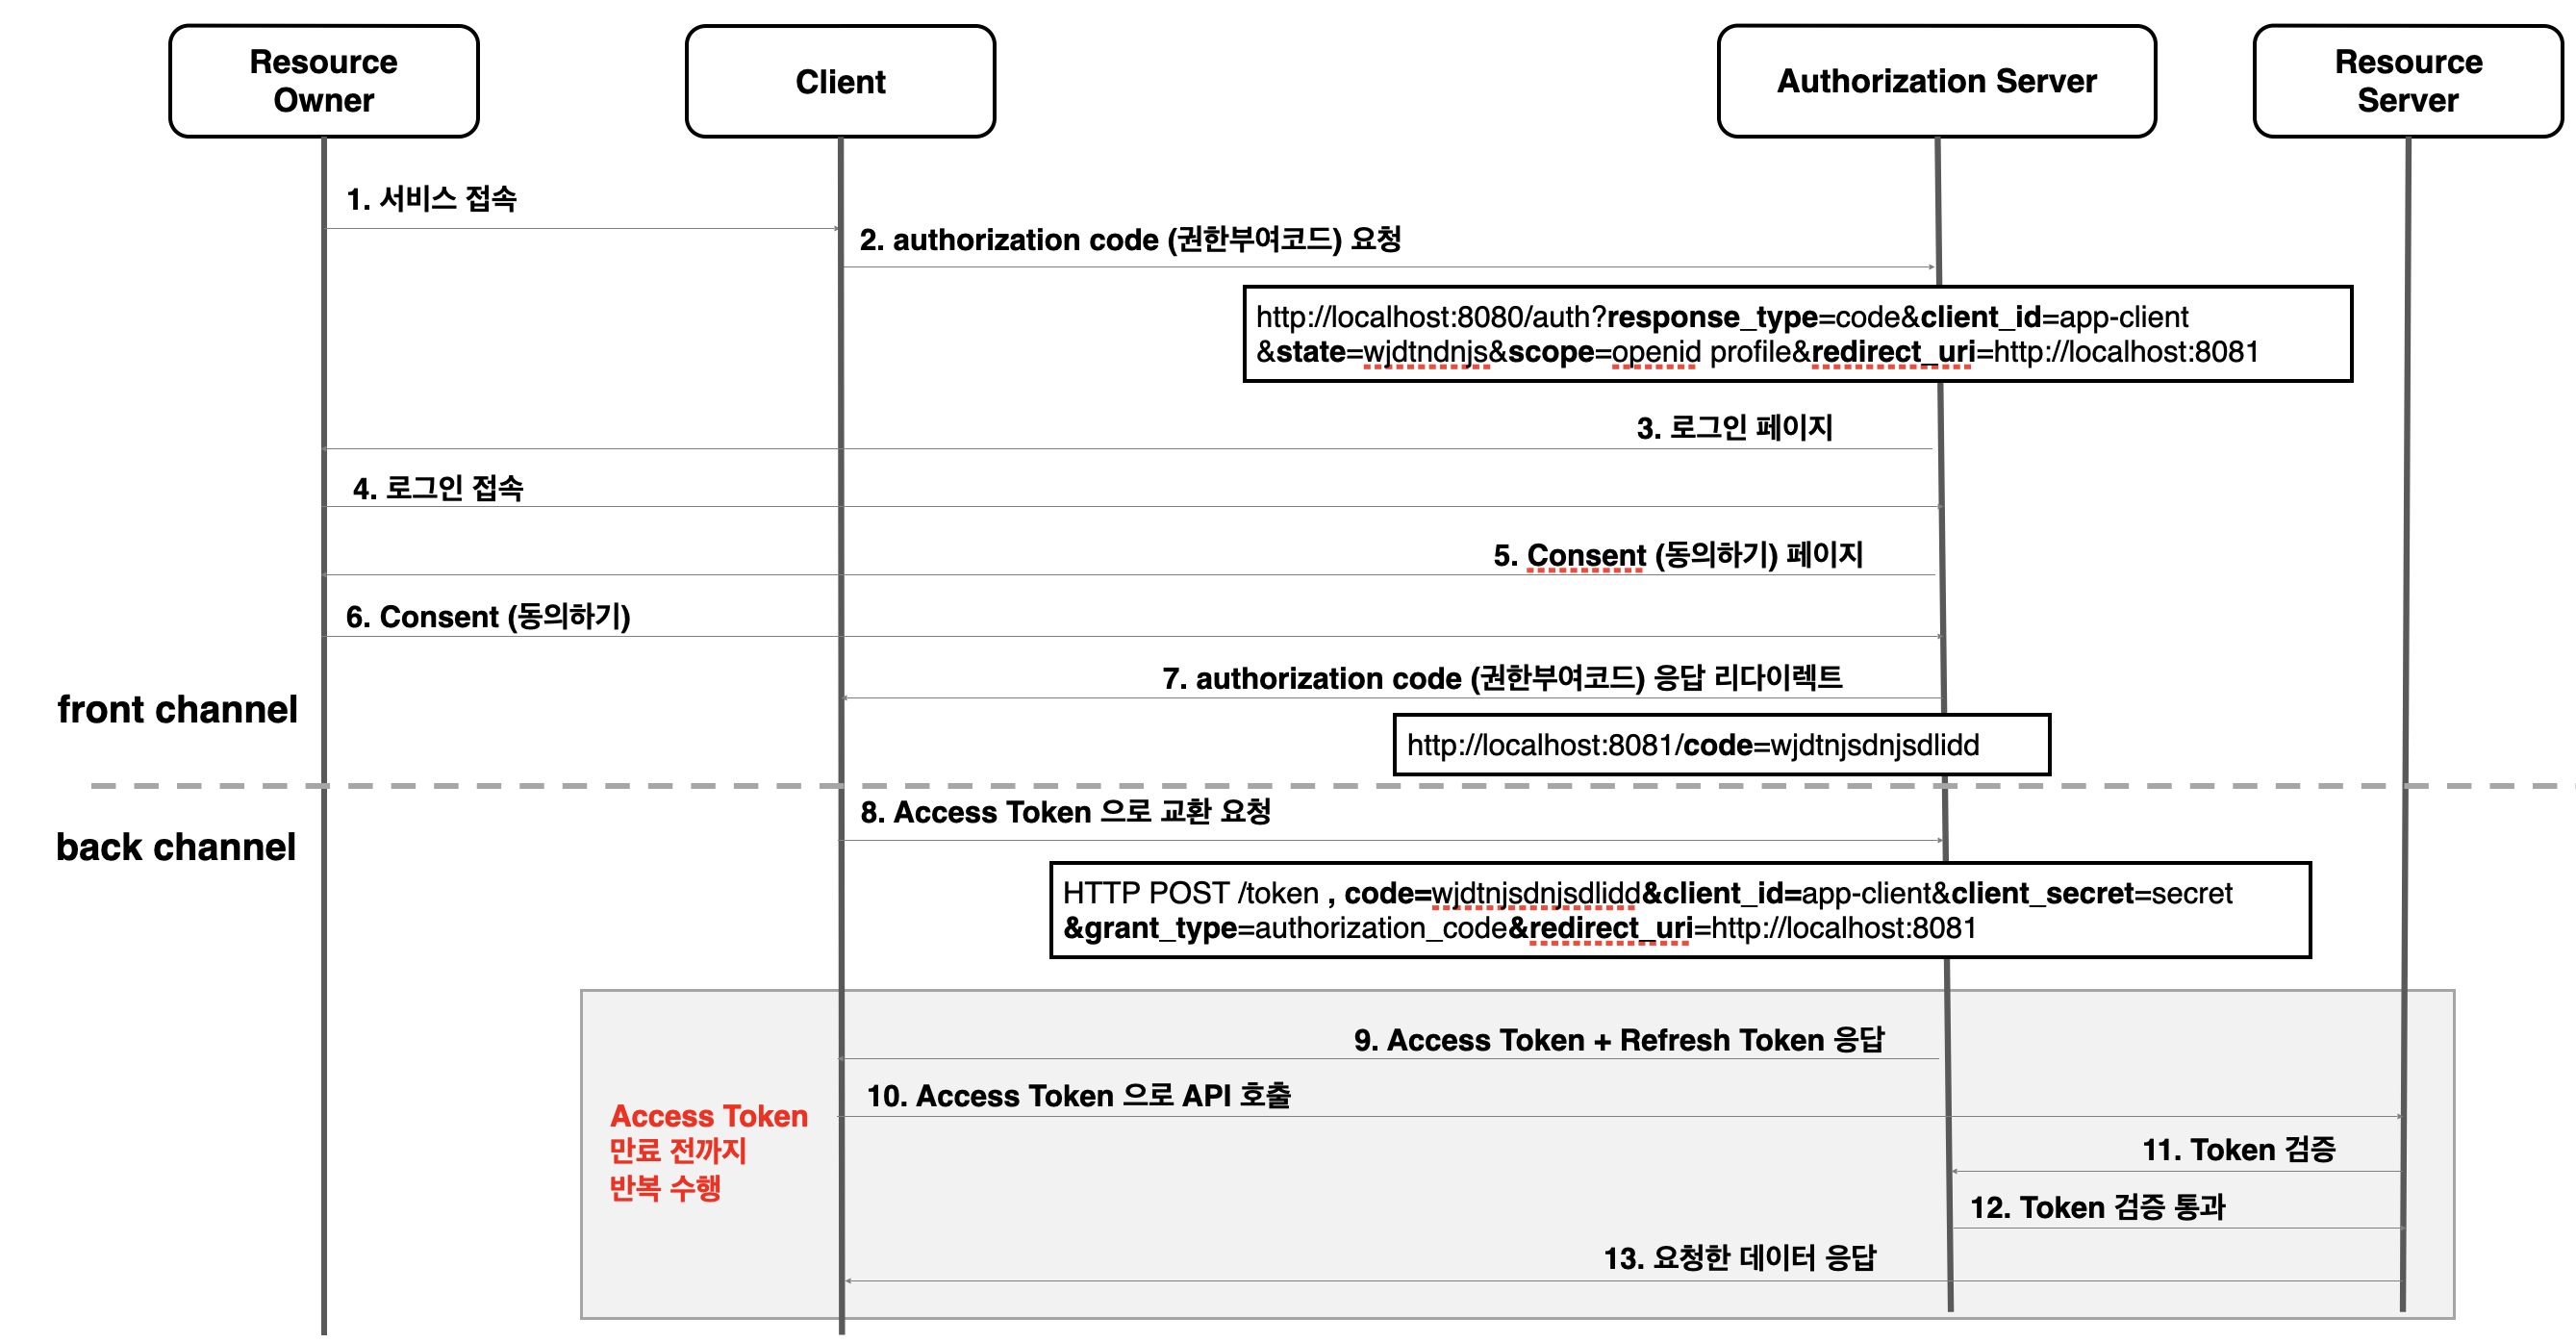 Resource
Owner
Client
Authorization Server
Resource
Server
1. 서비스 접속
2. authorization code (권한부여코드) 요청
http://localhost:8080/auth?response_type=code&client_id=app-client
&state=wjdtndnjs&scope=openid profile&redirect_uri=http://localhost:8081
3. 로그인 페이지
4. 로그인 접속
5. Consent (동의하기) 페이지
6. Consent (동의하기)
7. authorization code (권한부여코드) 응답 리다이렉트
front channel
http://localhost:8081/code=wjdtnjsdnjsdlidd
8. Access Token 으로 교환 요청
back channel
HTTP POST /token , code=wjdtnjsdnjsdlidd&client_id=app-client&client_secret=secret
&grant_type=authorization_code&redirect_uri=http://localhost:8081
9. Access Token + Refresh Token 응답
10. Access Token 으로 API 호출
Access Token
만료 전까지
반복 수행
11. Token 검증
12. Token 검증 통과
13. 요청한 데이터 응답